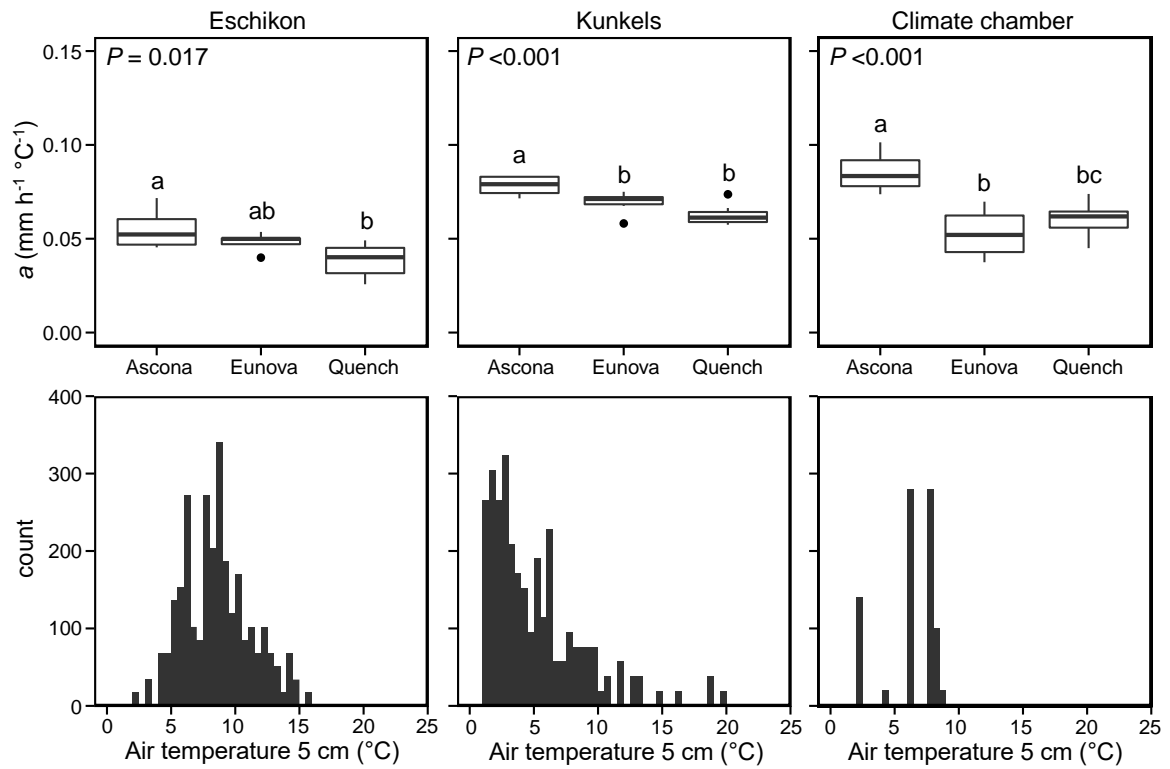 Eschikon Kunkels Climate chamber
0.15 P = 0.017 P <0.001 P <0.001
a
0.10 a
a b b b bc
ab
0.05 b
0.00
a (mm h⁻¹ °C⁻¹)
Ascona Eunova Quench Ascona Eunova Quench Ascona Eunova Quench
400
300
200
100
0
count
0 5 10 15 20 25 0 5 10 15 20 25 0 5 10 15 20 25
Air temperature 5 cm (°C) Air temperature 5 cm (°C) Air temperature 5 cm (°C)